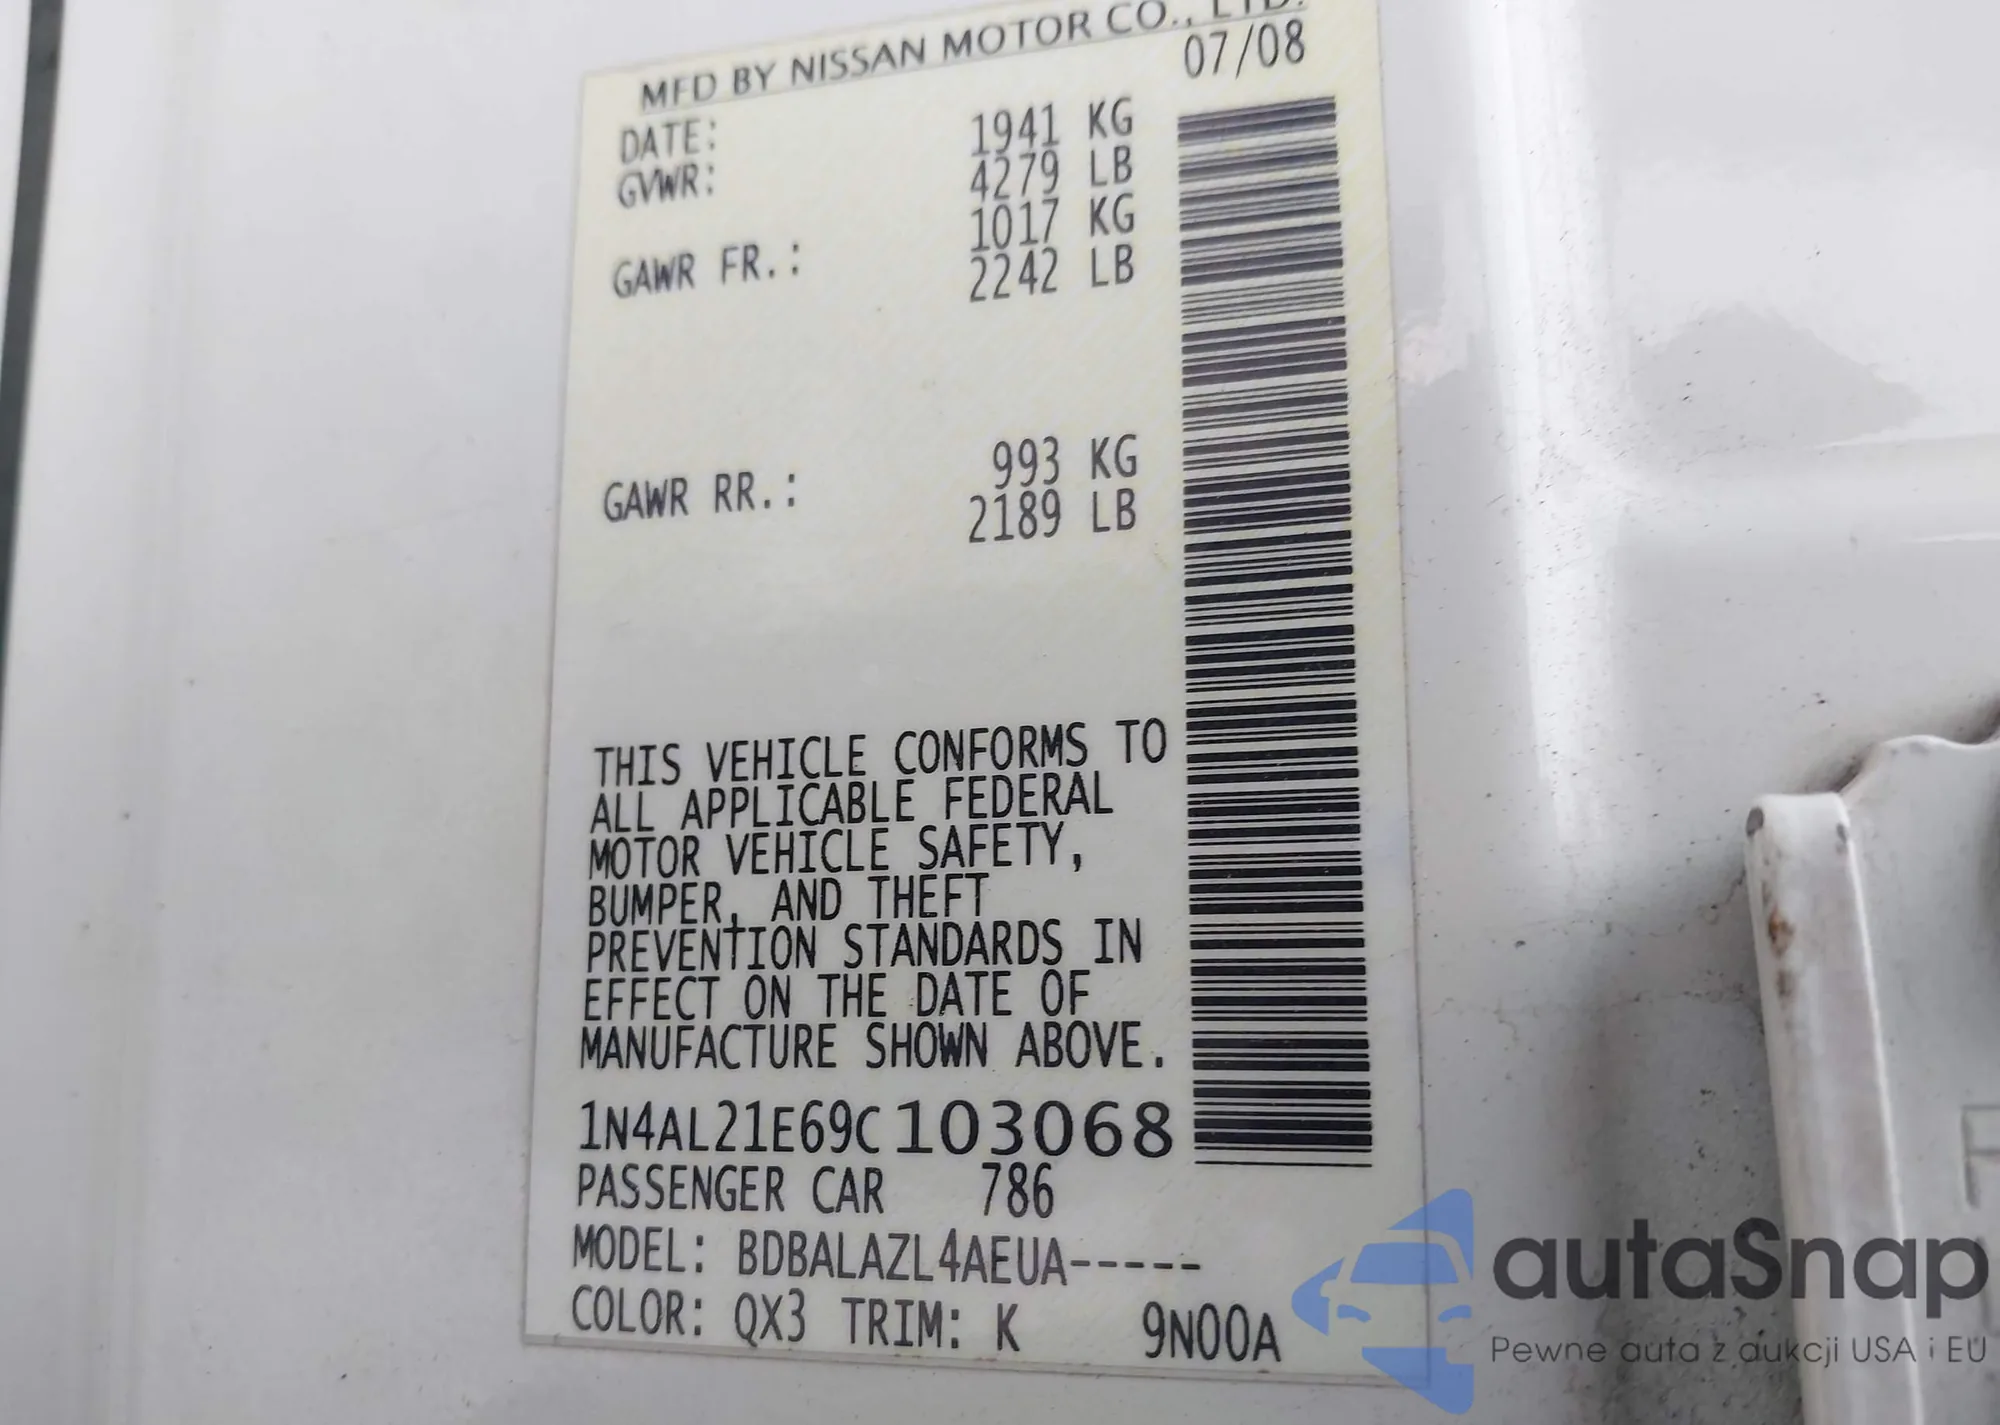 MFD BY NISSAN MOTOR CO., LTD.
DATE: 07/08
GVWR: 1941 KG
4279 LB
GAWR FR.: 1017 KG
2242 LB
GAWR RR.: 993 KG
2189 LB
THIS VEHICLE CONFORMS TO
ALL APPLICABLE FEDERAL
MOTOR VEHICLE SAFETY,
BUMPER, AND THEFT
PREVENTION STANDARDS IN
EFFECT ON THE DATE OF
MANUFACTURE SHOWN ABOVE.
1N4AL21E69C103068
PASSENGER CAR 786
MODEL: BDBALAZL4AEUA-----
COLOR: QX3 TRIM: K 9N00A
autoSnap
Pewne auta z aukcji USA i EU